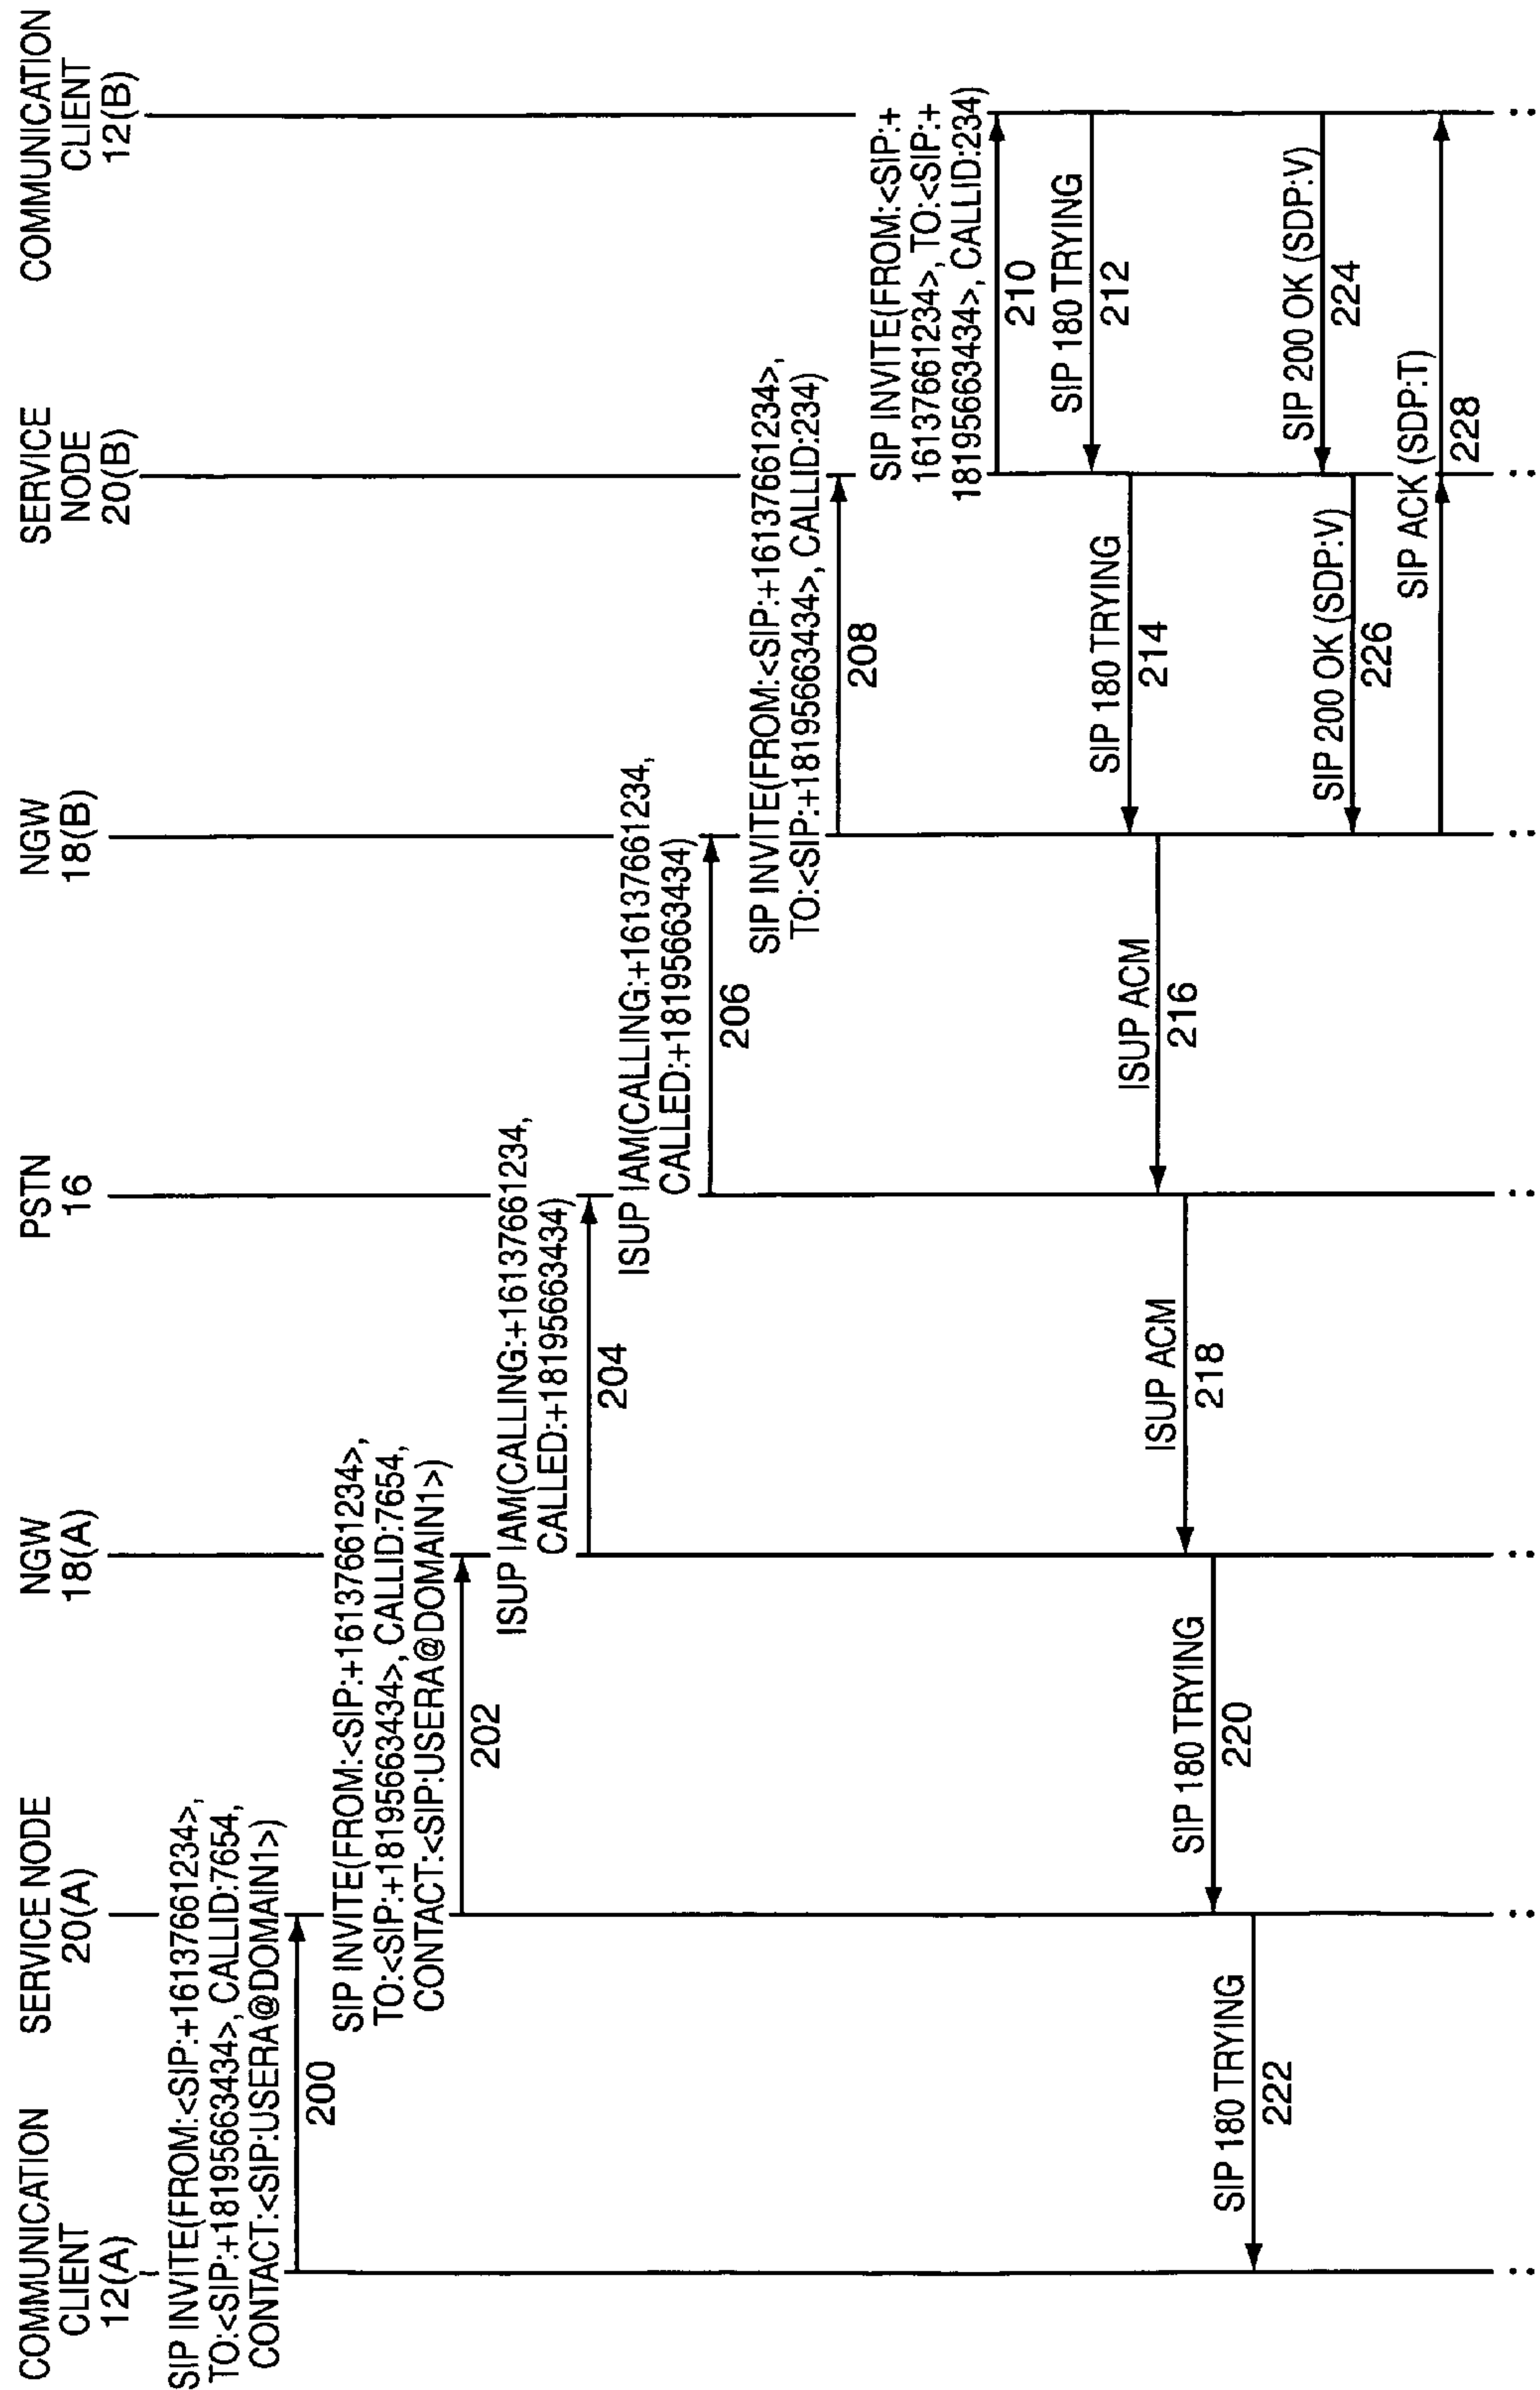 COMMUNICATION
CLIENT
12(A)
SERVICE NODE
20(A)
NGW
18(A)
PSTN
16
NGW
18(B)
SERVICE
NODE
20(B)
COMMUNICATION
CLIENT
12(B)
SIP INVITE(FROM:<SIP:+16137661234>,
TO:<SIP:+18195663434>, CALLID:7654,
CONTACT:<SIP:USERA@DOMAIN1>)
200
SIP INVITE(FROM:<SIP:+16137661234>,
TO:<SIP:+18195663434>, CALLID:7654,
CONTACT:<SIP:USERA@DOMAIN1>)
202
ISUP IAM(CALLING:+16137661234,
CALLED:+18195663434)
204
ISUP IAM(CALLING:+16137661234,
CALLED:+18195663434)
206
SIP INVITE(FROM:<SIP:+16137661234>,
TO:<SIP:+18195663434>, CALLID:234)
208
SIP INVITE(FROM:<SIP:+
16137661234>, TO:<SIP:+
18195663434>, CALLID:234)
210
SIP 180 TRYING
212
SIP 180 TRYING
214
ISUP ACM
216
ISUP ACM
218
SIP 180 TRYING
220
SIP 180 TRYING
222
SIP 200 OK (SDP:V)
224
SIP 200 OK (SDP:V)
226
SIP ACK (SDP:T)
228